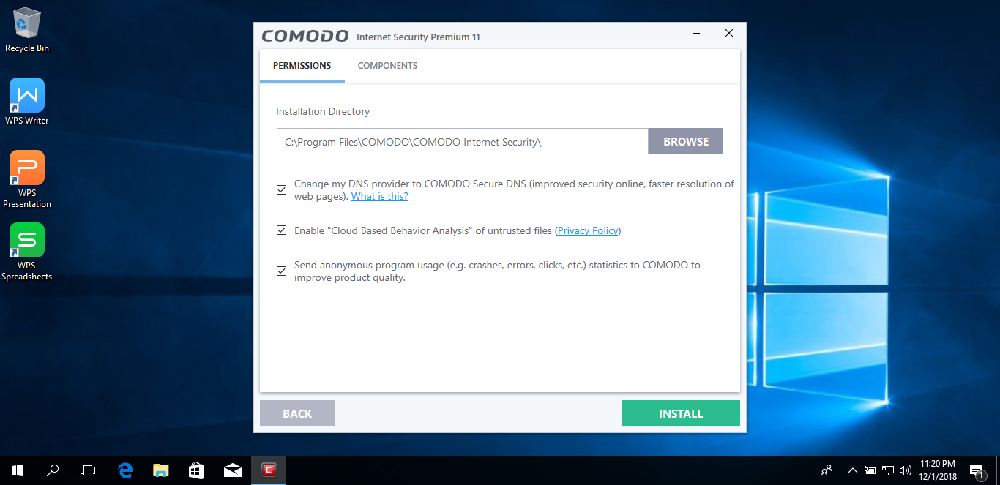 Recycle Bin
WPS Writer
WPS
Presentation
WPS
Spreadsheets
COMODO Internet Security Premium 11
PERMISSIONS COMPONENTS
Installation Directory
C:\Program Files\COMODO\COMODO Internet Security\ BROWSE
Change my DNS provider to COMODO Secure DNS (improved security online, faster resolution of
web pages). What is this?
Enable "Cloud Based Behavior Analysis" of untrusted files (Privacy Policy)
Send anonymous program usage (e.g. crashes, errors, clicks, etc.) statistics to COMODO to
improve product quality.
BACK INSTALL
11:20 PM
12/1/2018
1